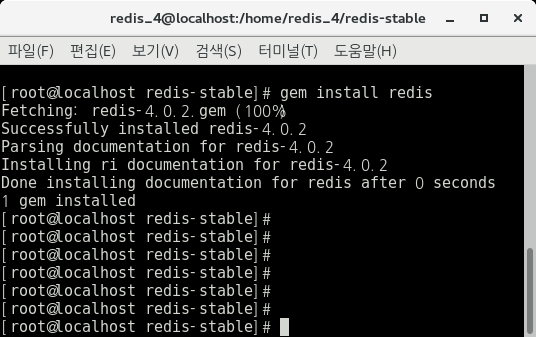 redis_4@localhost:/home/redis_4/redis-stable
파일(F) 편집(E) 보기(V) 검색(S) 터미널(T) 도움말(H)
[root@localhost redis-stable]# gem install redis
Fetching: redis-4.0.2.gem (100%)
Successfully installed redis-4.0.2
Parsing documentation for redis-4.0.2
Installing ri documentation for redis-4.0.2
Done installing documentation for redis after 0 seconds
1 gem installed
[root@localhost redis-stable]#
[root@localhost redis-stable]#
[root@localhost redis-stable]#
[root@localhost redis-stable]#
[root@localhost redis-stable]#
[root@localhost redis-stable]#
[root@localhost redis-stable]#